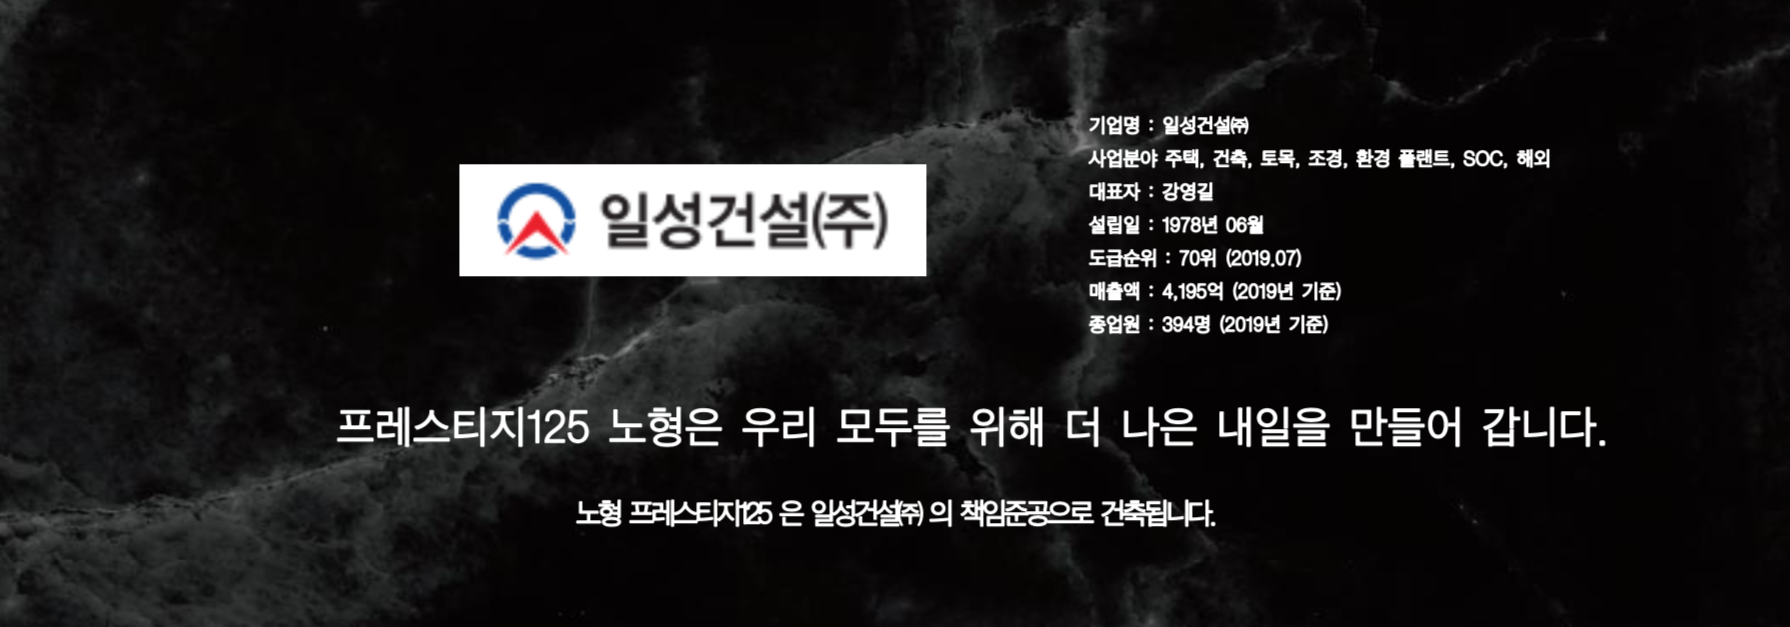 일성건설(주)
기업명 : 일성건설㈜
사업분야 주택, 건축, 토목, 조경, 환경 플랜트, SOC, 해외
대표자 : 강영길
설립일 : 1978년 06월
도급순위 : 70위 (2019.07)
매출액 : 4,195억 (2019년 기준)
종업원 : 394명 (2019년 기준)
프레스티지125 노형은 우리 모두를 위해 더 나은 내일을 만들어 갑니다.
노형 프레스티지125 은 일성건설㈜ 의 책임준공으로 건축됩니다.